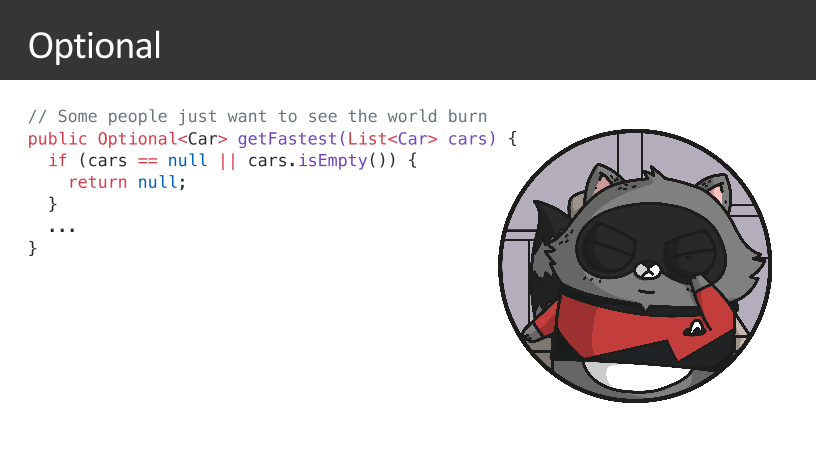 Optional
// Some people just want to see the world burn
public Optional<Car> getFastest(List<Car> cars) {
  if (cars == null || cars.isEmpty()) {
    return null;
  }
  ...
}